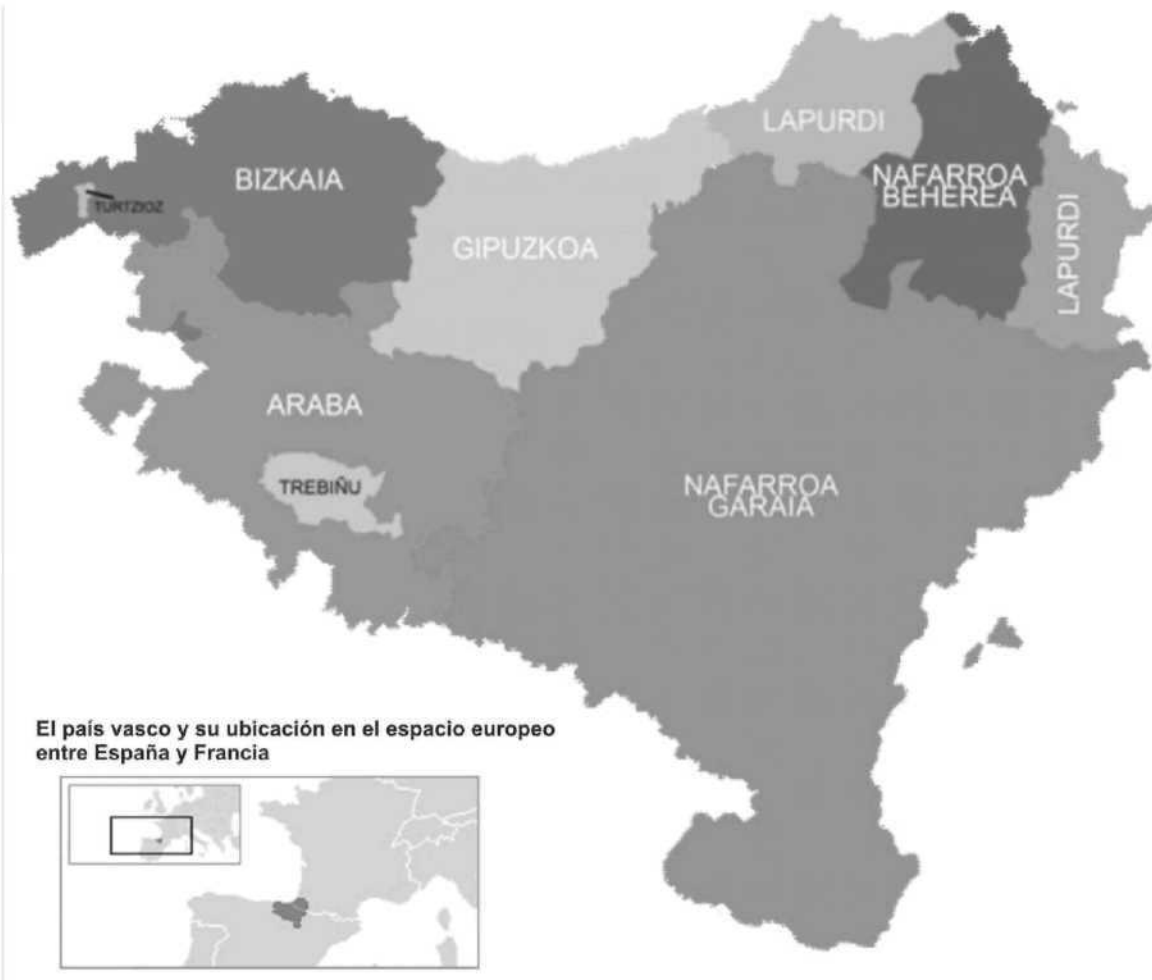 LAPURDI
BIZKAIA
NAFARROA
BEHEREA
TURTZIOZ
GIPUZKOA
LAPURDI
ARABA
TREBIÑU
NAFARROA
GARAIA
El país vasco y su ubicación en el espacio europeo
entre España y Francia